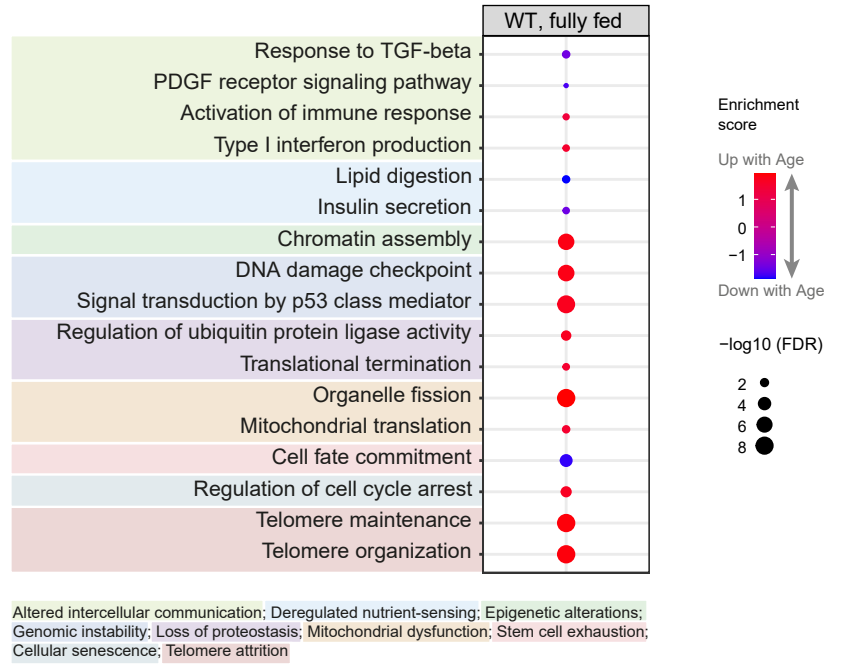 WT, fully fed
Response to TGF-beta
PDGF receptor signaling pathway
Activation of immune response
Type I interferon production
Lipid digestion
Insulin secretion
Chromatin assembly
DNA damage checkpoint
Signal transduction by p53 class mediator
Regulation of ubiquitin protein ligase activity
Translational termination
Organelle fission
Mitochondrial translation
Cell fate commitment
Regulation of cell cycle arrest
Telomere maintenance
Telomere organization
Enrichment
score
Up with Age
1
0
−1
Down with Age
−log10 (FDR)
2
4
6
8
Altered intercellular communication; Deregulated nutrient-sensing; Epigenetic alterations;
Genomic instability; Loss of proteostasis; Mitochondrial dysfunction; Stem cell exhaustion;
Cellular senescence; Telomere attrition